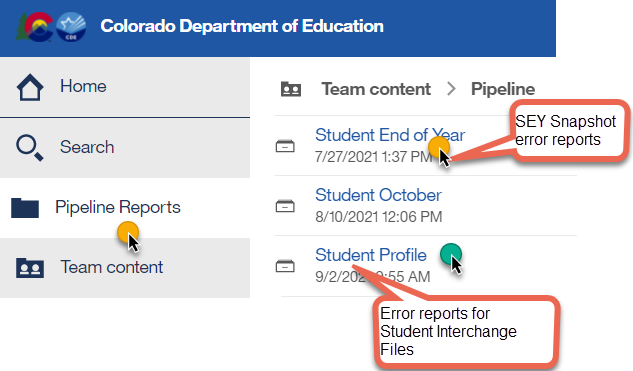 CDE
Colorado Department of Education
Home
Search
Pipeline Reports
Team content
Team content > Pipeline
Student End of Year
7/27/2021 1:37 PM
Student October
8/10/2021 12:06 PM
Student Profile
9/2/202 :55 AM
SEY Snapshot
error reports
Error reports for
Student Interchange
Files